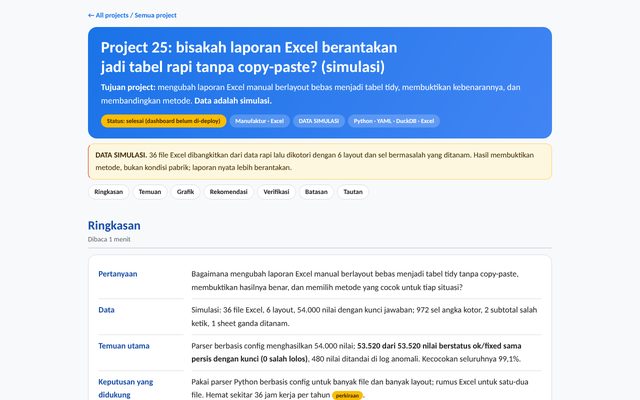 ← All projects / Semua project
Project 25: bisakah laporan Excel berantakan
jadi tabel rapi tanpa copy-paste? (simulasi)
Tujuan project: mengubah laporan Excel manual berlayout bebas menjadi tabel tidy, membuktikan kebenarannya, dan
membandingkan metode. Data adalah simulasi.
Status: selesai (dashboard belum di-deploy)
Manufaktur · Excel
DATA SIMULASI
Python · YAML · DuckDB · Excel
DATA SIMULASI. 36 file Excel dibangkitkan dari data rapi lalu dikotori dengan 6 layout dan sel bermasalah yang ditanam. Hasil membuktikan
metode, bukan kondisi pabrik; laporan nyata lebih berantakan.
Ringkasan
Temuan
Grafik
Rekomendasi
Verifikasi
Batasan
Tautan
Ringkasan
Dibaca 1 menit
Pertanyaan
Bagaimana mengubah laporan Excel manual berlayout bebas menjadi tabel tidy tanpa copy-paste,
membuktikan hasilnya benar, dan memilih metode yang cocok untuk tiap situasi?
Data
Simulasi: 36 file Excel, 6 layout, 54.000 nilai dengan kunci jawaban; 972 sel angka kotor, 2 subtotal salah
ketik, 1 sheet ganda ditanam.
Temuan utama
Parser berbasis config menghasilkan 54.000 nilai; 53.520 dari 53.520 nilai berstatus ok/fixed sama
persis dengan kunci (0 salah lolos), 480 nilai ditandai di log anomali. Kecocokan seluruhnya 99,1%.
Keputusan yang
didukung
Pakai parser Python berbasis config untuk banyak file dan banyak layout; rumus Excel untuk satu-dua
file. Hemat sekitar 36 jam kerja per tahun perkiraan.